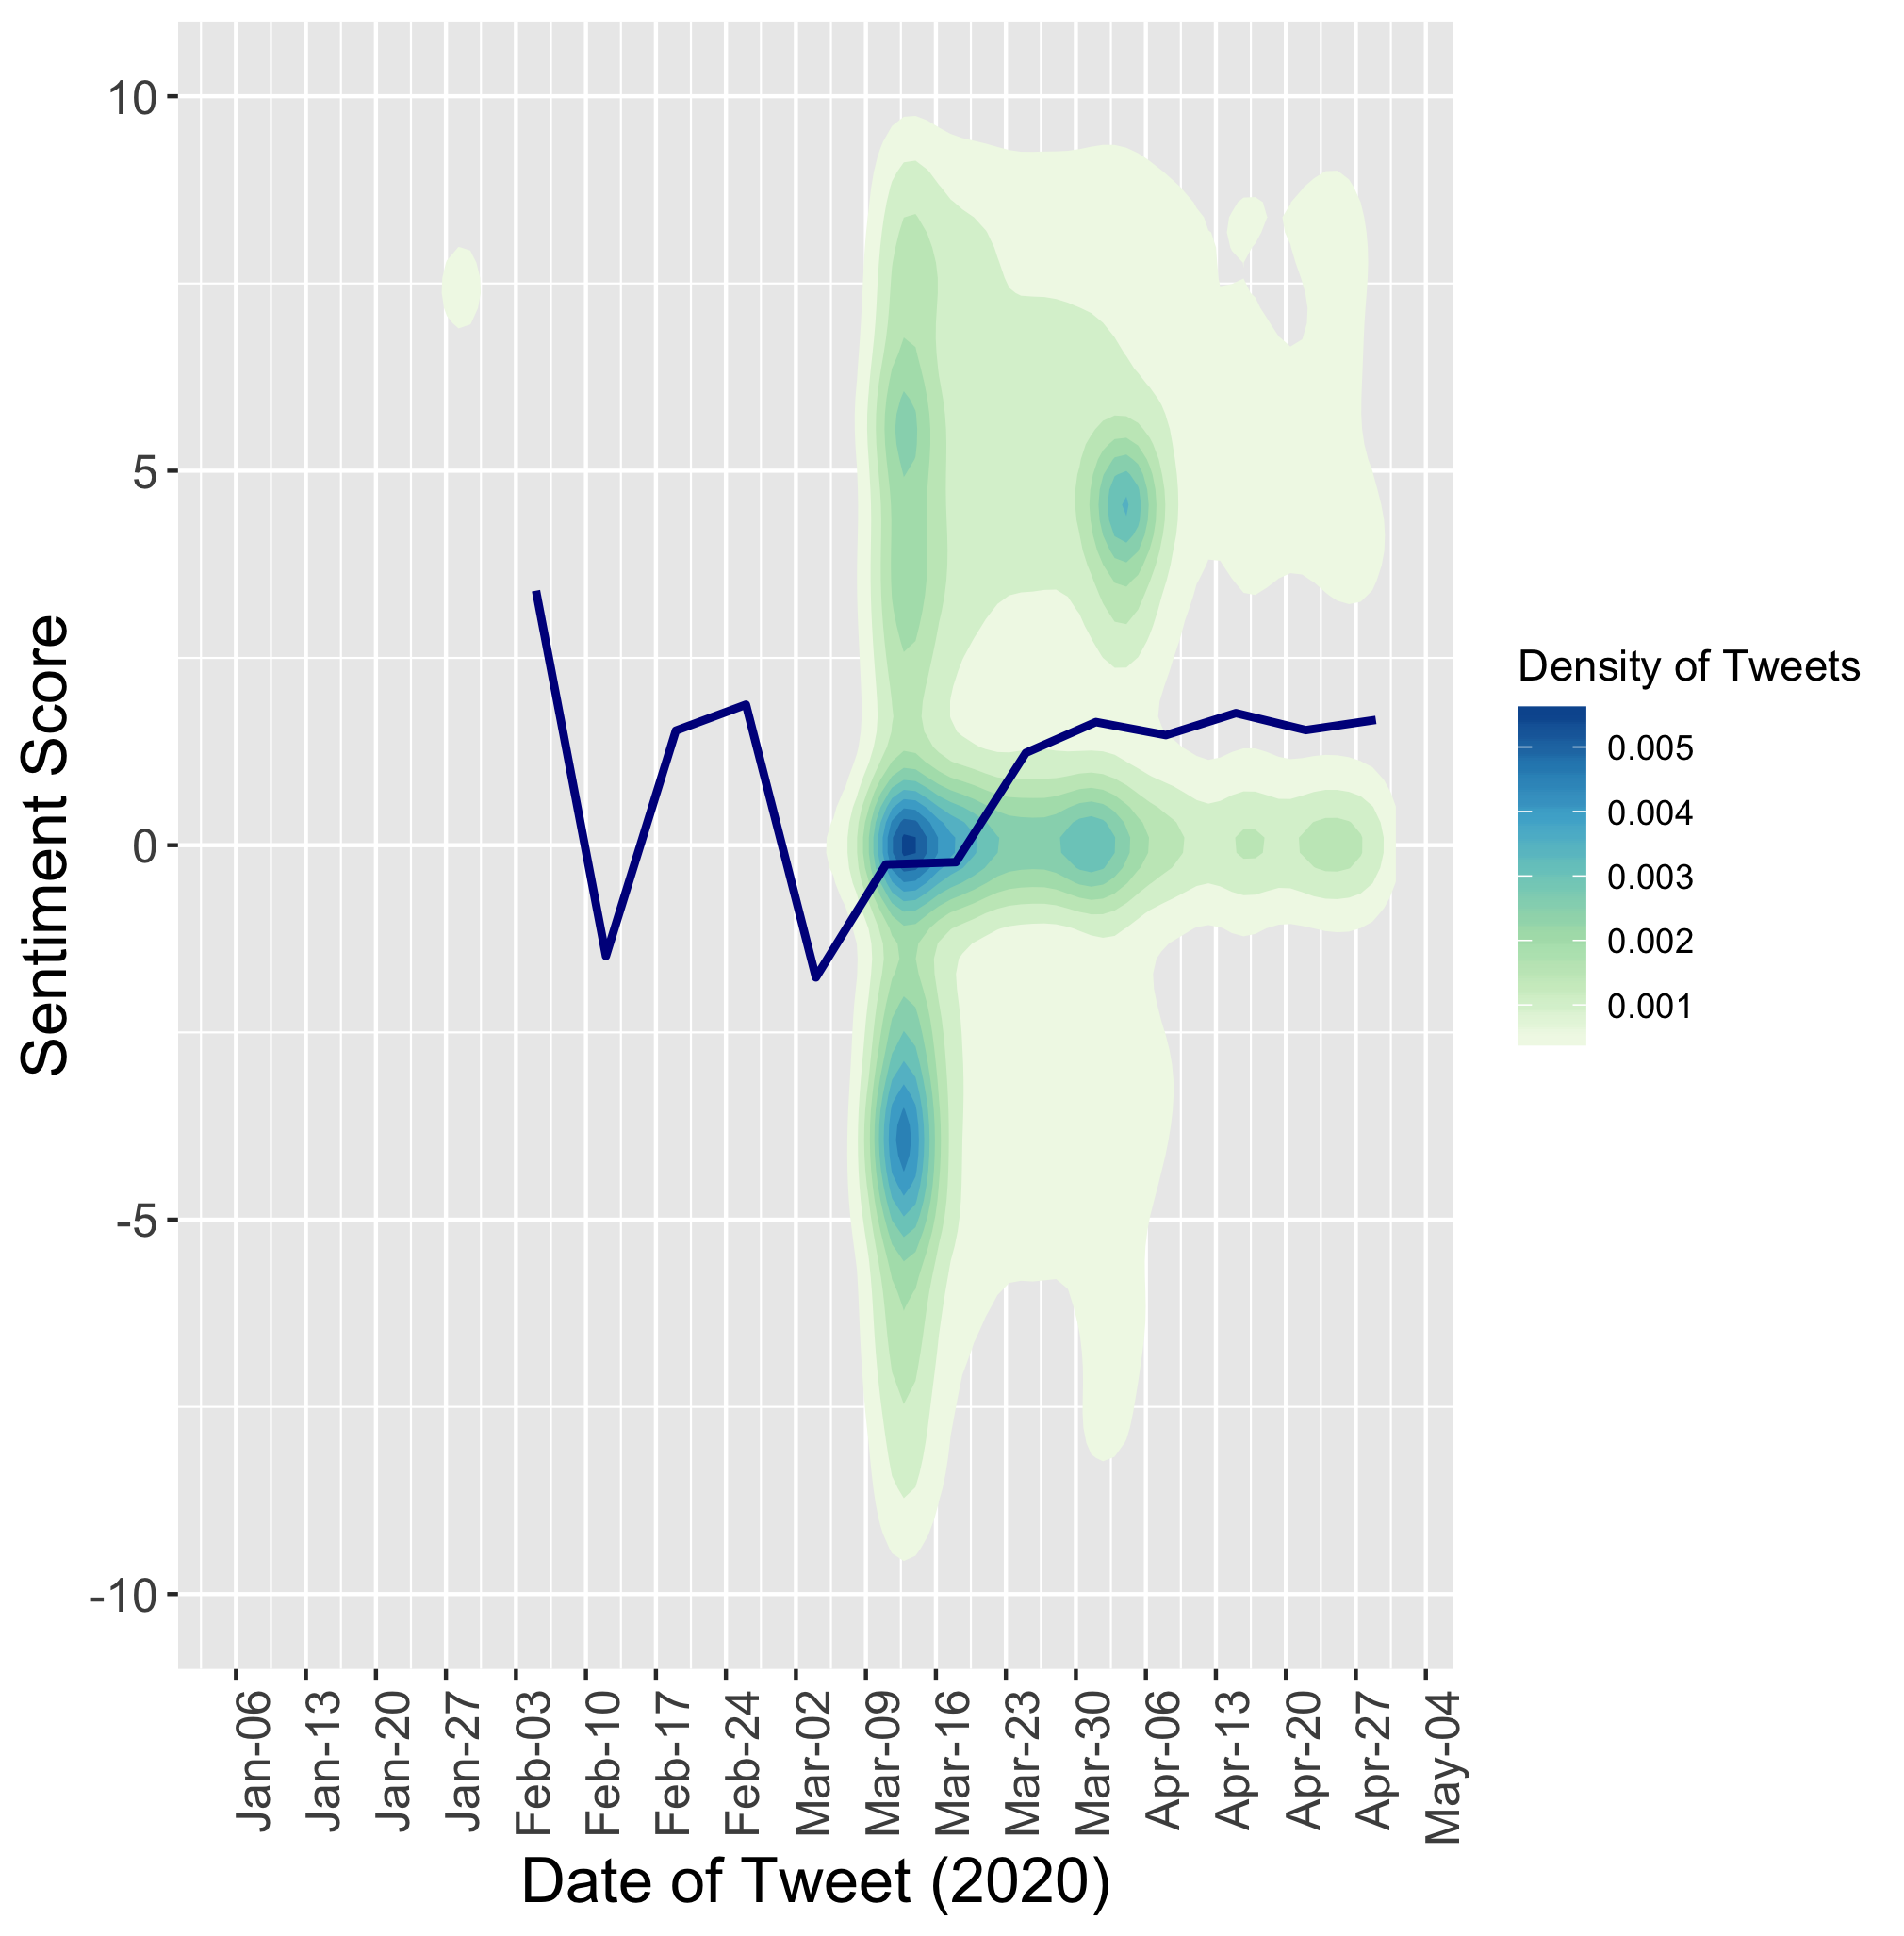 10
5
0
-5
-10
Sentiment Score
Jan-06
Jan-13
Jan-20
Jan-27
Feb-03
Feb-10
Feb-17
Feb-24
Mar-02
Mar-09
Mar-16
Mar-23
Mar-30
Apr-06
Apr-13
Apr-20
Apr-27
May-04
Date of Tweet (2020)
Density of Tweets
0.005
0.004
0.003
0.002
0.001